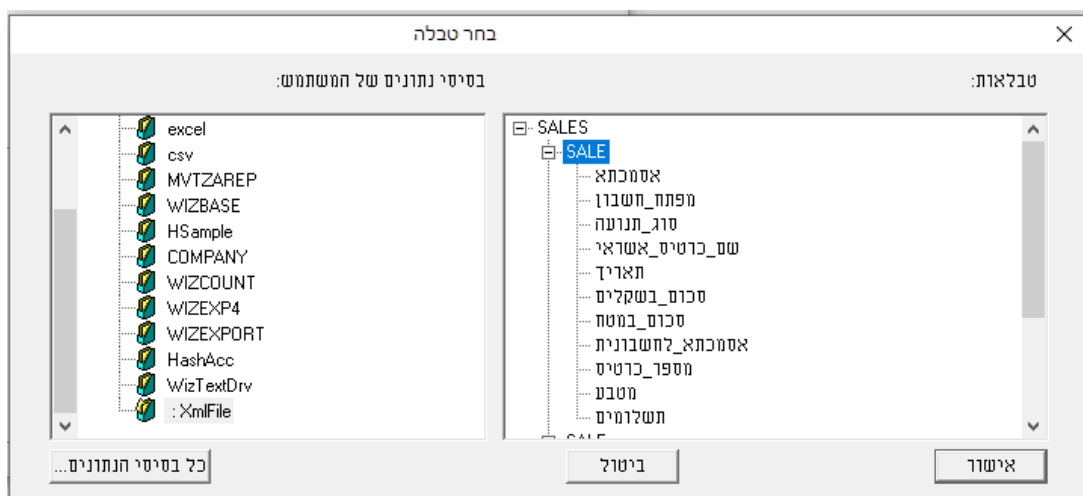 בחר טבלה
טבלאות:
בסיסי נתונים של המשתמש:
SALES
SALE
אסמכתא
מפתח_חשבון
סוג_תנועה
שם_כרטיס_אשראי
תאריך
סכום_בשקלים
סכום_במטח
אסמכתא_לחשבונית
מספר_כרטיס
מטבע
תשלומים
SALE
excel
csv
MVTZAREP
WIZBASE
HSample
COMPANY
WIZCOUNT
WIZEXP4
WIZEXPORT
HashAcc
WizTextDrv
: XmlFile
אישור
ביטול
כל בסיסי הנתונים...